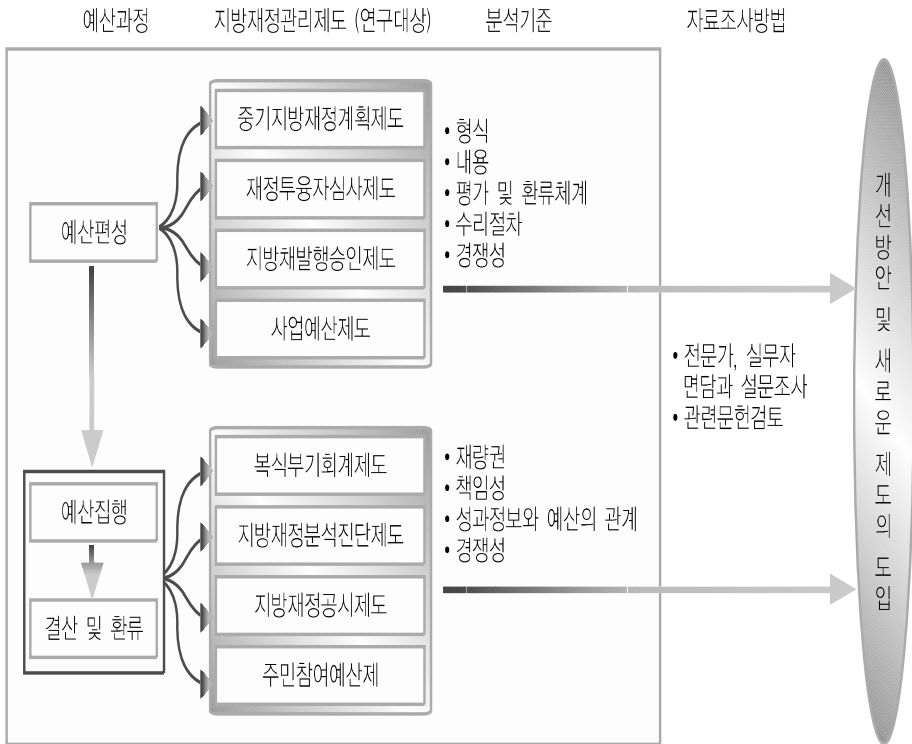 예산과정
지방재정관리제도 (연구대상)
분석기준
자료조사방법
예산편성
중기지방재정계획제도
재정투융자심사제도
지방채발행승인제도
사업예산제도
• 형식
• 내용
• 평가 및 환류체계
• 수리절차
• 경쟁성
예산집행
결산 및 환류
복식부기회계제도
지방재정분석진단제도
지방재정공시제도
주민참여예산제
• 재량권
• 책임성
• 성과정보와 예산의 관계
• 경쟁성
• 전문가, 실무자
면담과 설문조사
• 관련문헌검토
개선방안 및 새로운 제도의 도입